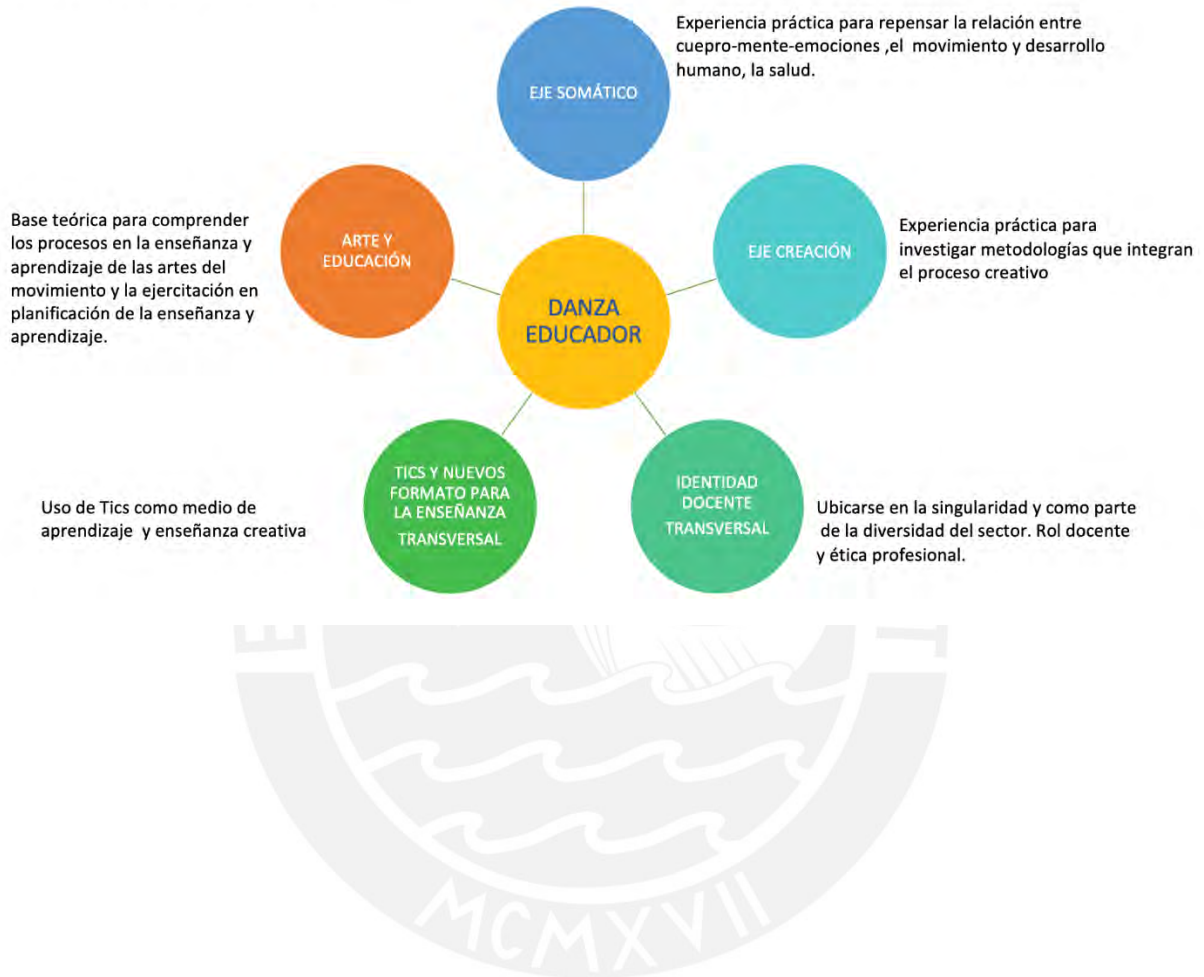 Experiencia práctica para repensar la relación entre
cuepro-mente-emociones ,el movimiento y desarrollo
humano, la salud.
EJE SOMÁTICO
Base teórica para comprender
los procesos en la enseñanza y
aprendizaje de las artes del
movimiento y la ejercitación en
planificación de la enseñanza y
aprendizaje.
ARTE Y
EDUCACIÓN
EJE CREACIÓN
Experiencia práctica para
investigar metodologías que integran
el proceso creativo
DANZA
EDUCADOR
Uso de Tics como medio de
aprendizaje y enseñanza creativa
TICS Y NUEVOS
FORMATO PARA
LA ENSEÑANZA
TRANSVERSAL
IDENTIDAD
DOCENTE
TRANSVERSAL
Ubicarse en la singularidad y como parte
de la diversidad del sector. Rol docente
y ética profesional.
MCMXVII